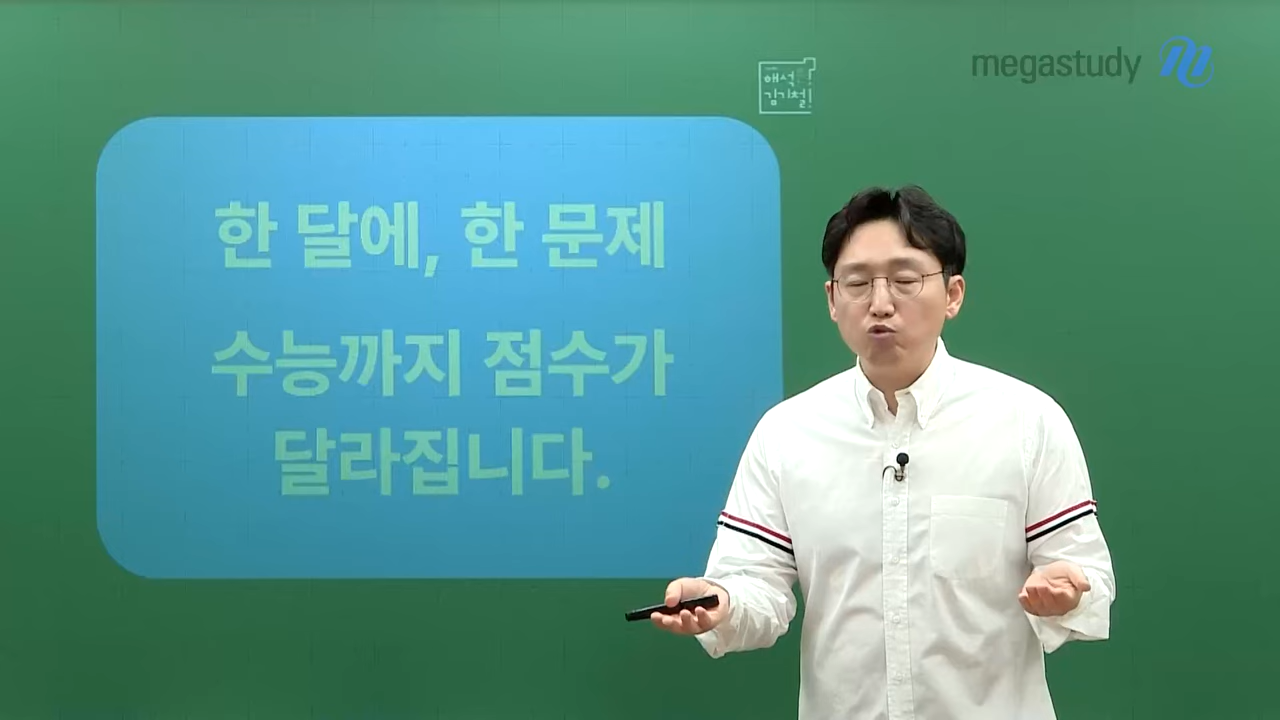 megastudy
해석
김기철!
한 달에, 한 문제
수능까지 점수가
달라집니다.